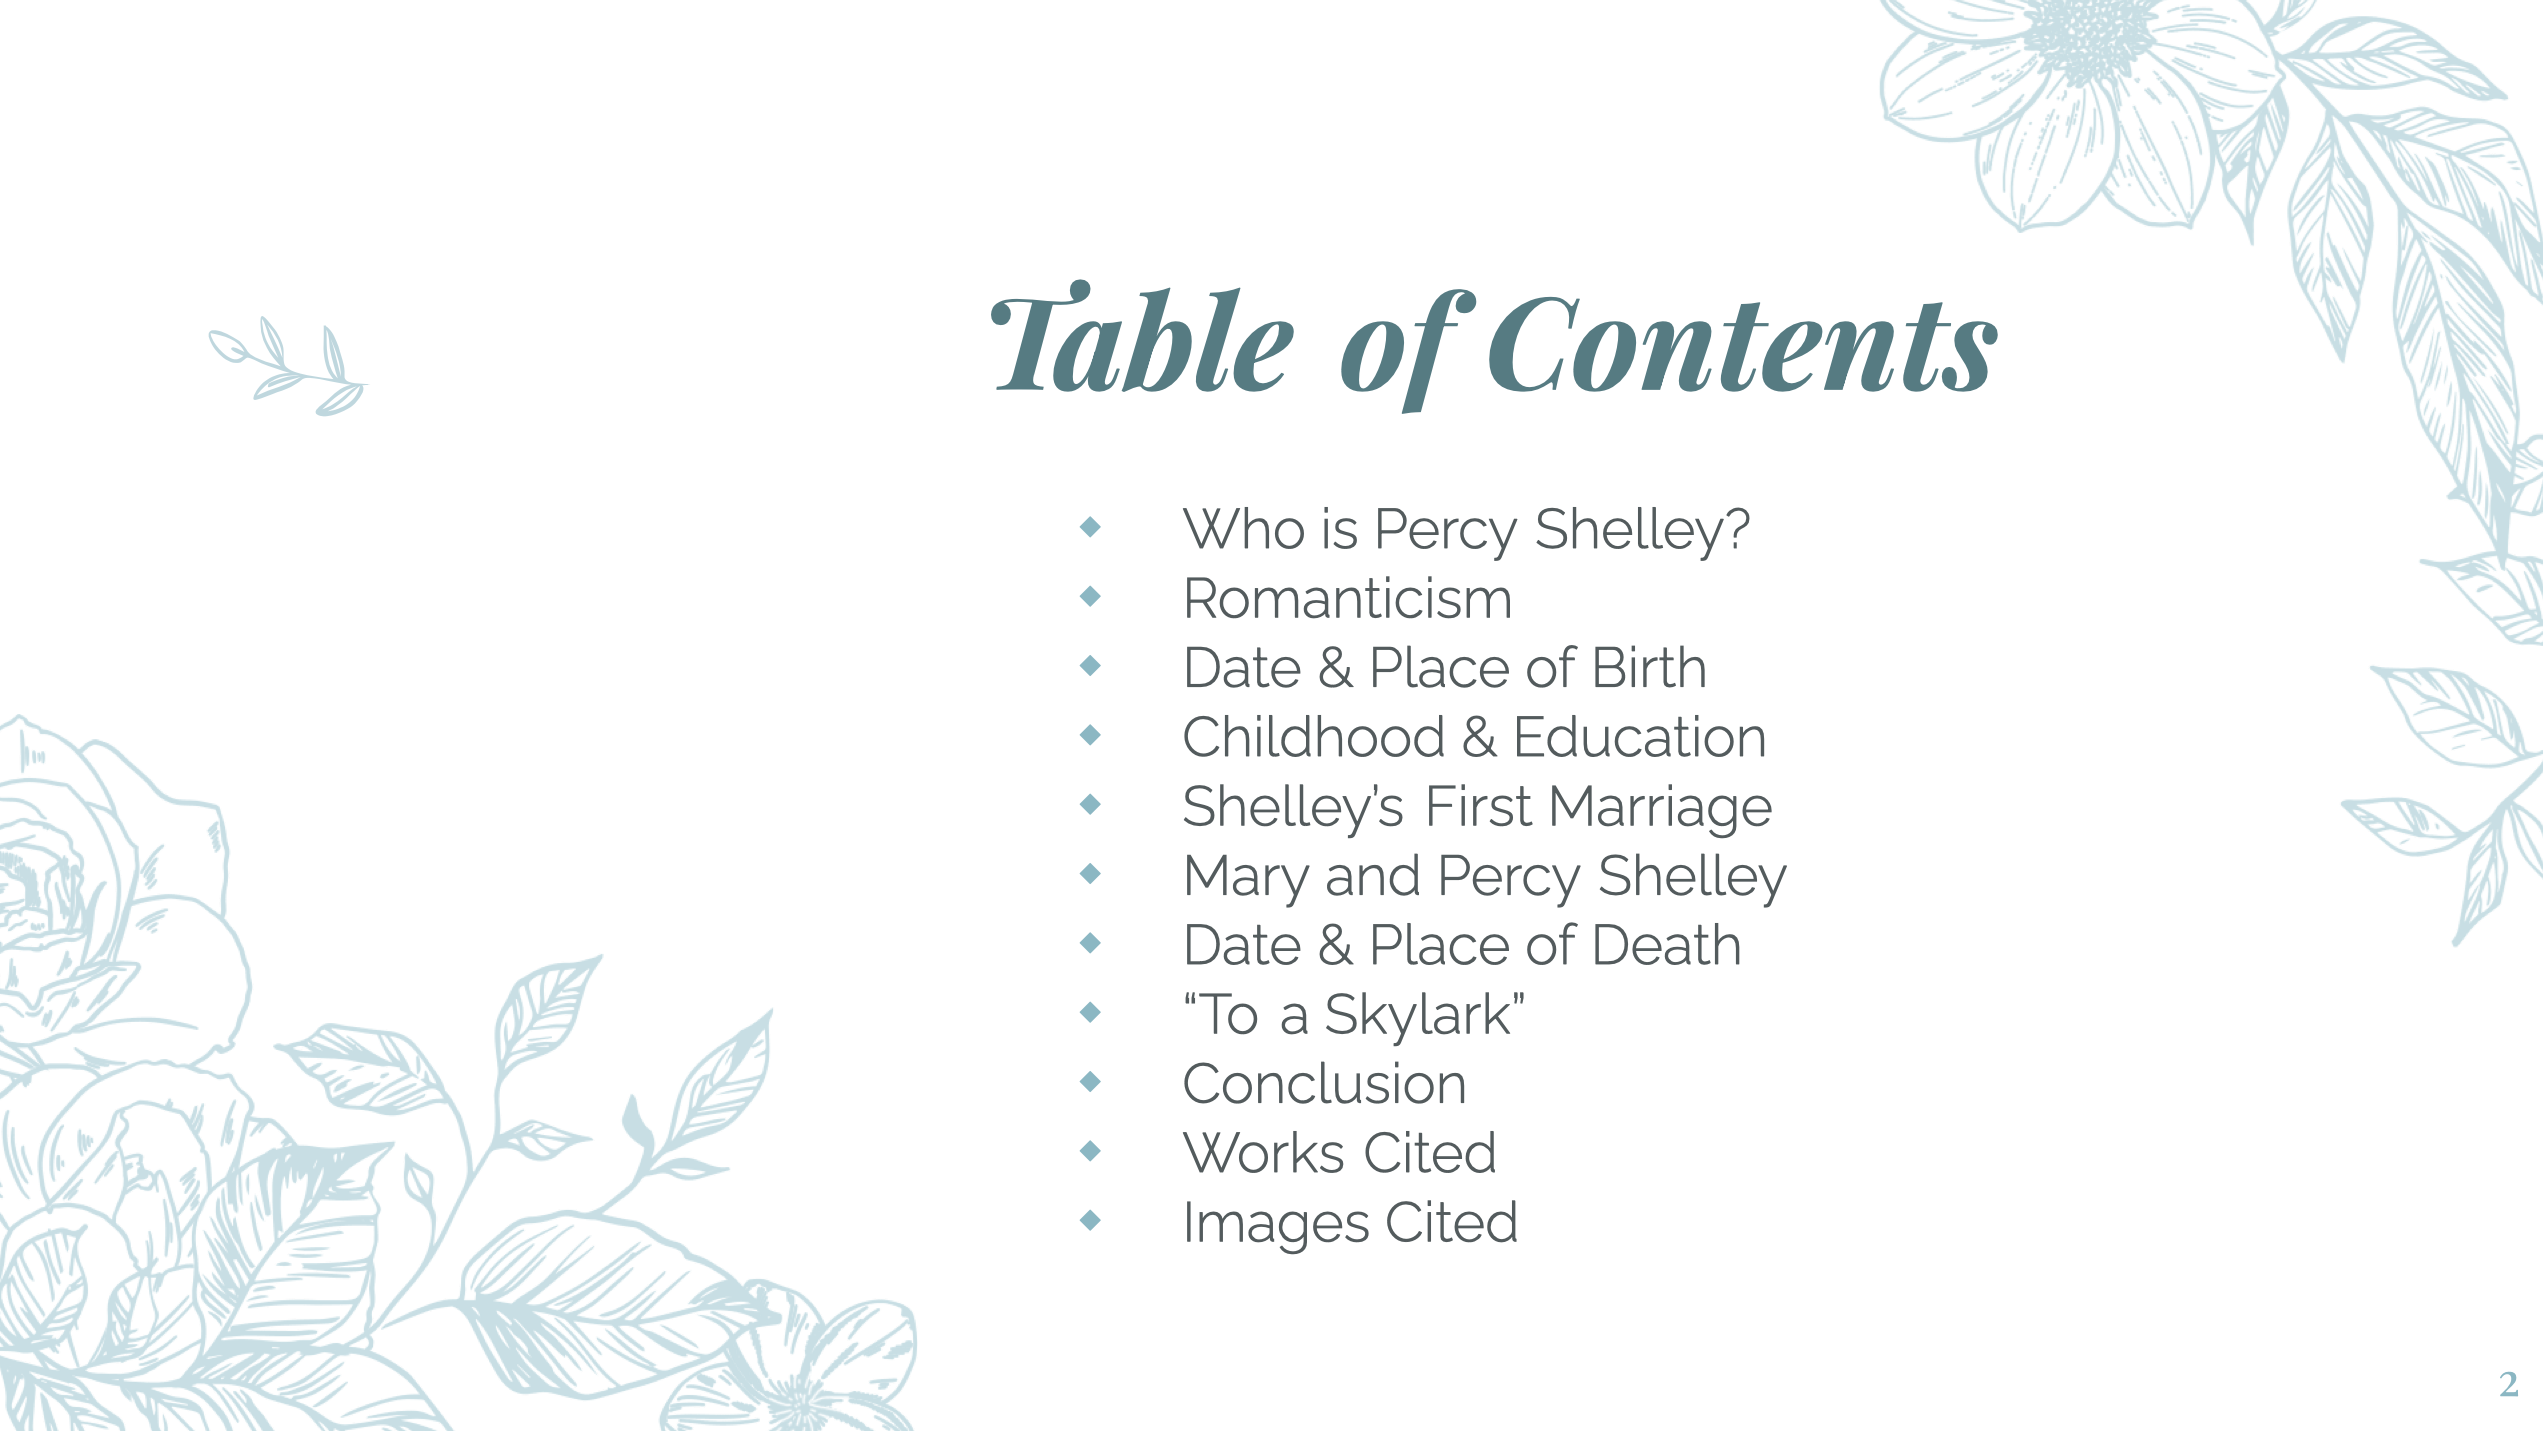 Table of Contents
Who is Percy Shelley?
Romanticism
Date & Place of Birth
Childhood & Education
Shelley’s First Marriage
Mary and Percy Shelley
Date & Place of Death
“To a Skylark”
Conclusion
Works Cited
Images Cited
2